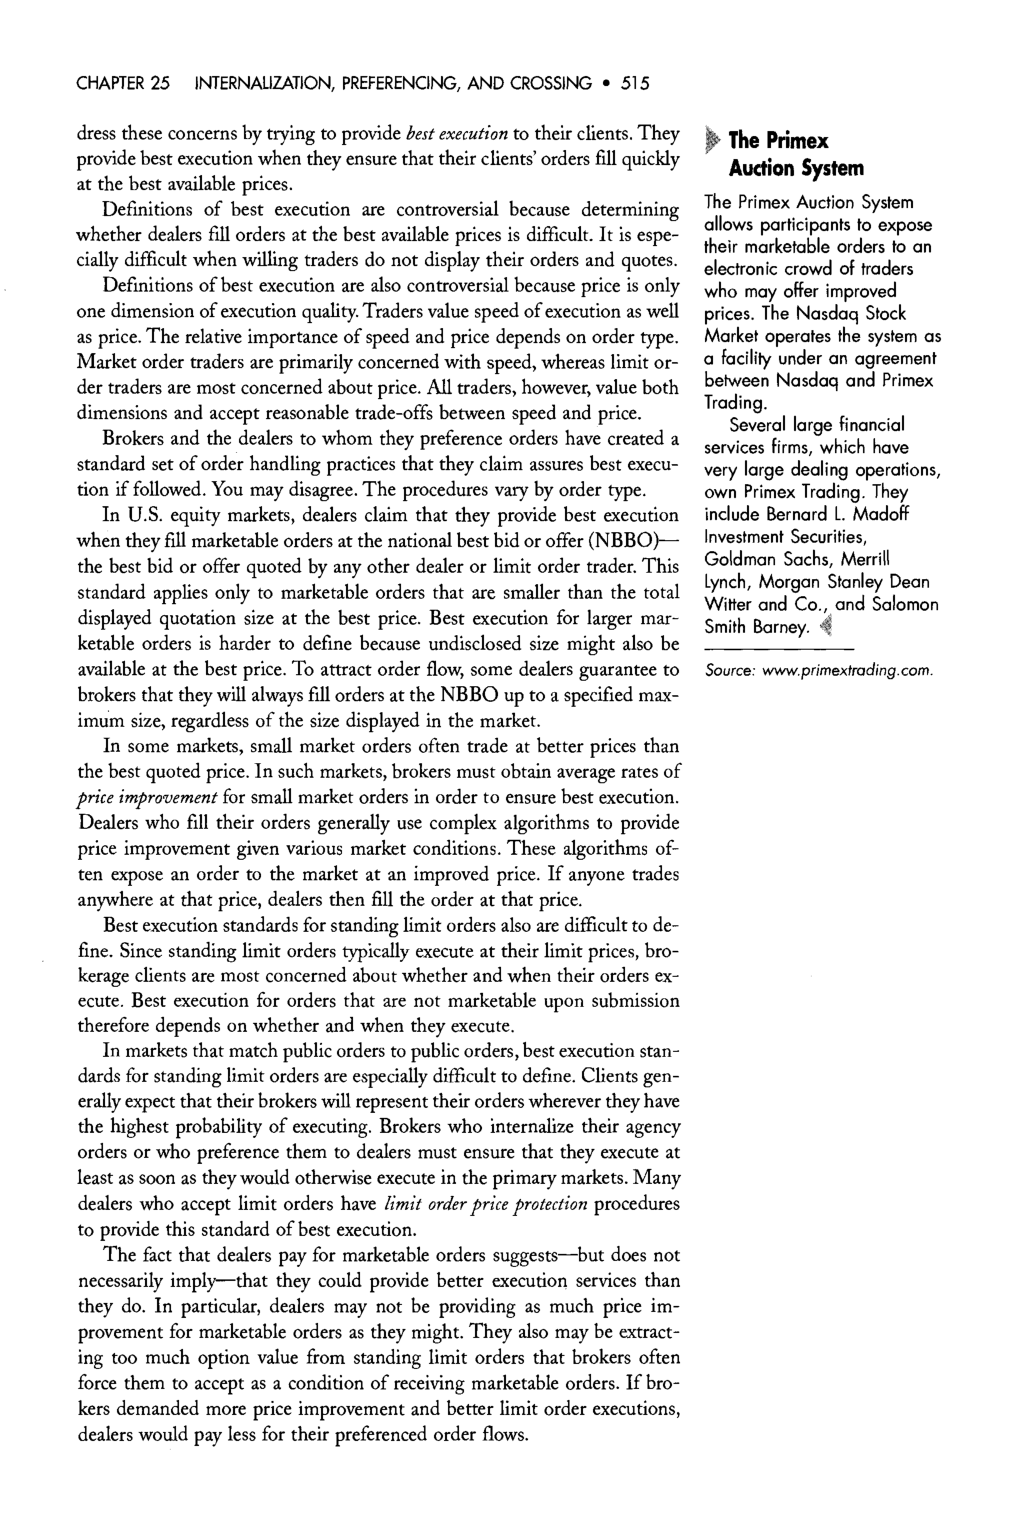 CHAPTER 25 INTERNALIZATION, PREFERENCING, AND CROSSING • 515
dress these concerns by trying to provide best execution to their clients. They
provide best execution when they ensure that their clients' orders fill quickly
at the best available prices.
Definitions of best execution are controversial because determining
whether dealers fill orders at the best available prices is difficult. It is espe-
cially difficult when willing traders do not display their orders and quotes.
Definitions of best execution are also controversial because price is only
one dimension of execution quality. Traders value speed of execution as well
as price. The relative importance of speed and price depends on order type.
Market order traders are primarily concerned with speed, whereas limit or-
der traders are most concerned about price. All traders, however, value both
dimensions and accept reasonable trade-offs between speed and price.
Brokers and the dealers to whom they preference orders have created a
standard set of order handling practices that they claim assures best execu-
tion if followed. You may disagree. The procedures vary by order type.
In U.S. equity markets, dealers claim that they provide best execution
when they fill marketable orders at the national best bid or offer (NBBO)—
the best bid or offer quoted by any other dealer or limit order trader. This
standard applies only to marketable orders that are smaller than the total
displayed quotation size at the best price. Best execution for larger mar-
ketable orders is harder to define because undisclosed size might also be
available at the best price. To attract order flow, some dealers guarantee to
brokers that they will always fill orders at the NBBO up to a specified max-
imum size, regardless of the size displayed in the market.
In some markets, small market orders often trade at better prices than
the best quoted price. In such markets, brokers must obtain average rates of
price improvement for small market orders in order to ensure best execution.
Dealers who fill their orders generally use complex algorithms to provide
price improvement given various market conditions. These algorithms of-
ten expose an order to the market at an improved price. If anyone trades
anywhere at that price, dealers then fill the order at that price.
Best execution standards for standing limit orders also are difficult to de-
fine. Since standing limit orders typically execute at their limit prices, bro-
kerage clients are most concerned about whether and when their orders ex-
ecute. Best execution for orders that are not marketable upon submission
therefore depends on whether and when they execute.
In markets that match public orders to public orders, best execution stan-
dards for standing limit orders are especially difficult to define. Clients gen-
erally expect that their brokers will represent their orders wherever they have
the highest probability of executing. Brokers who internalize their agency
orders or who preference them to dealers must ensure that they execute at
least as soon as they would otherwise execute in the primary markets. Many
dealers who accept limit orders have limit order price protection procedures
to provide this standard of best execution.
The fact that dealers pay for marketable orders suggests—but does not
necessarily imply—that they could provide better execution services than
they do. In particular, dealers may not be providing as much price im-
provement for marketable orders as they might. They also may be extract-
ing too much option value from standing limit orders that brokers often
force them to accept as a condition of receiving marketable orders. If bro-
kers demanded more price improvement and better limit order executions,
dealers would pay less for their preferenced order flows.
The Primex
Auction System
The Primex Auction System
allows participants to expose
their marketable orders to an
electronic crowd of traders
who may offer improved
prices. The Nasdaq Stock
Market operates the system as
a facility under an agreement
between Nasdaq and Primex
Trading.
Several large financial
services firms, which have
very large dealing operations,
own Primex Trading. They
include Bernard L. Madoff
Investment Securities,
Goldman Sachs, Merrill
Lynch, Morgan Stanley Dean
Witter and Co., and Salomon
Smith Barney.
Source: www.primextrading.com.